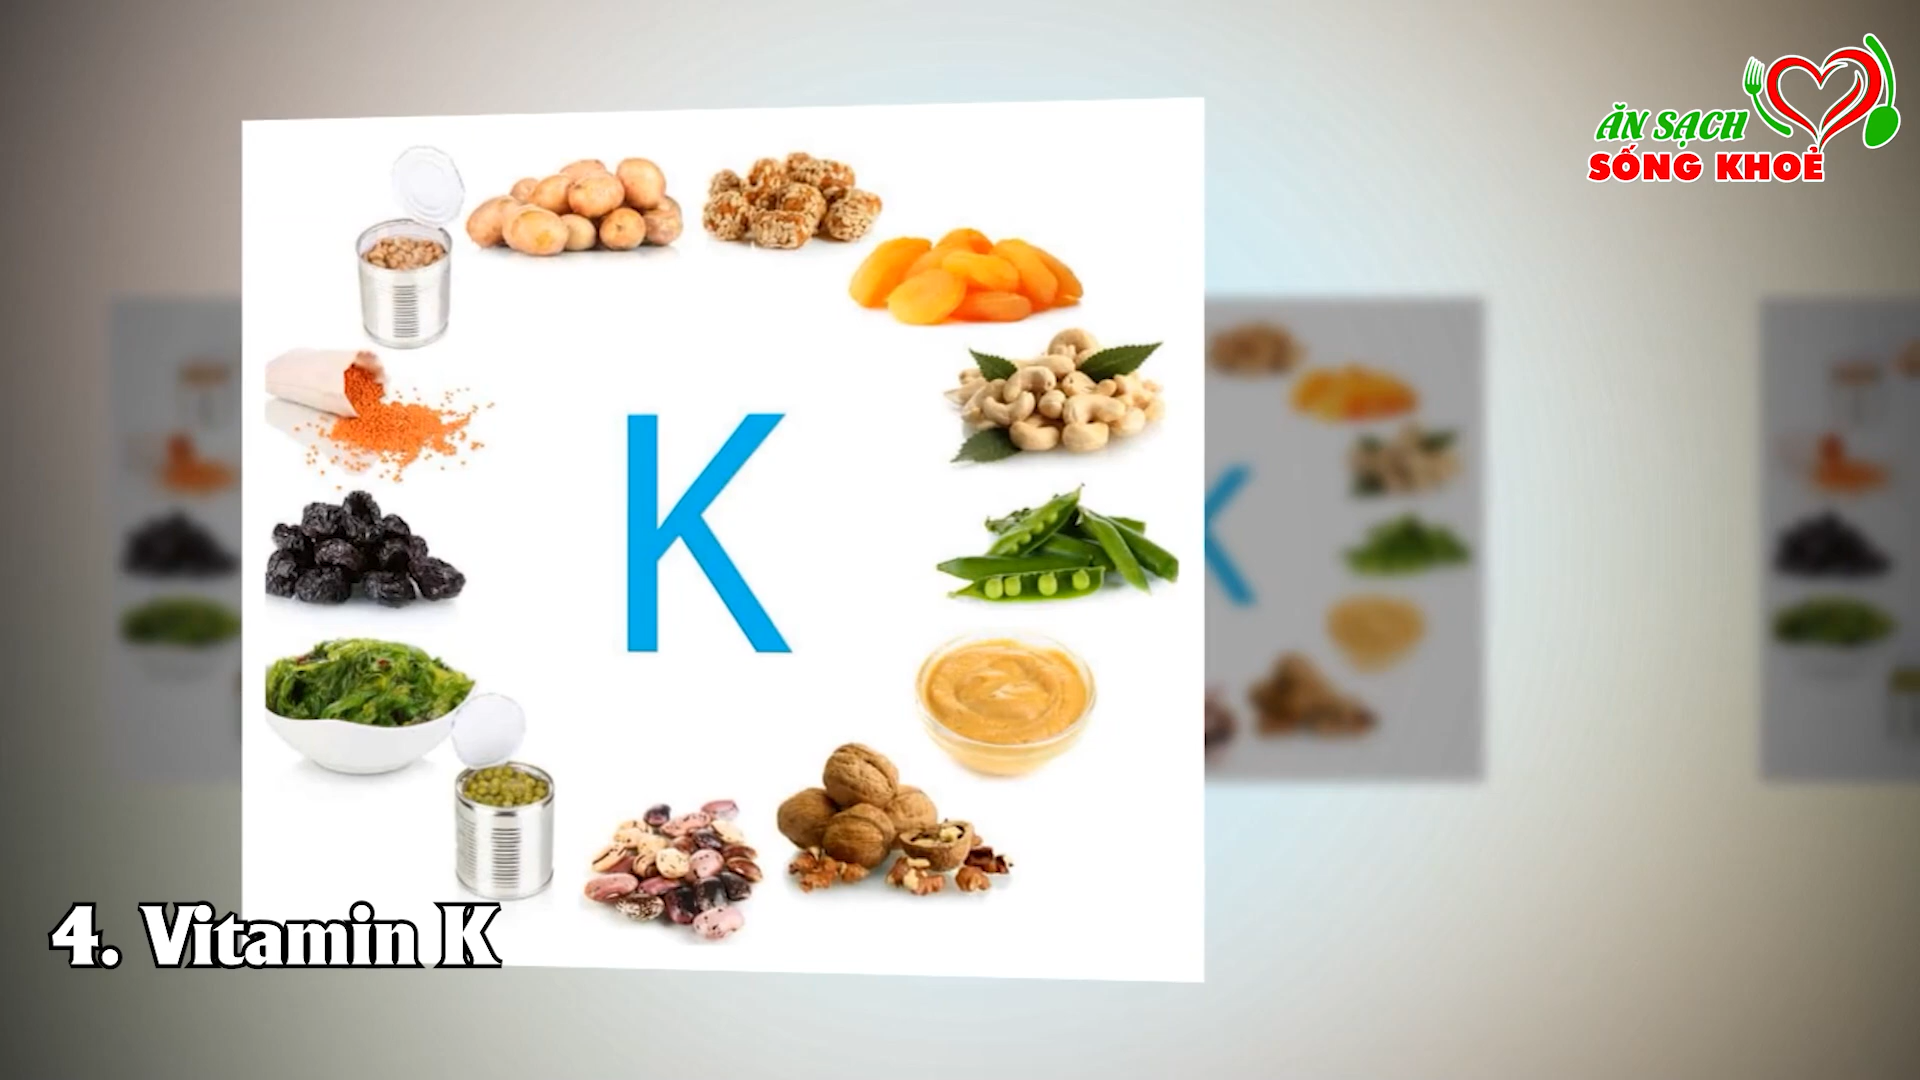 ĂN SẠCH
SỐNG KHOẺ
K
K
4. Vitamin K